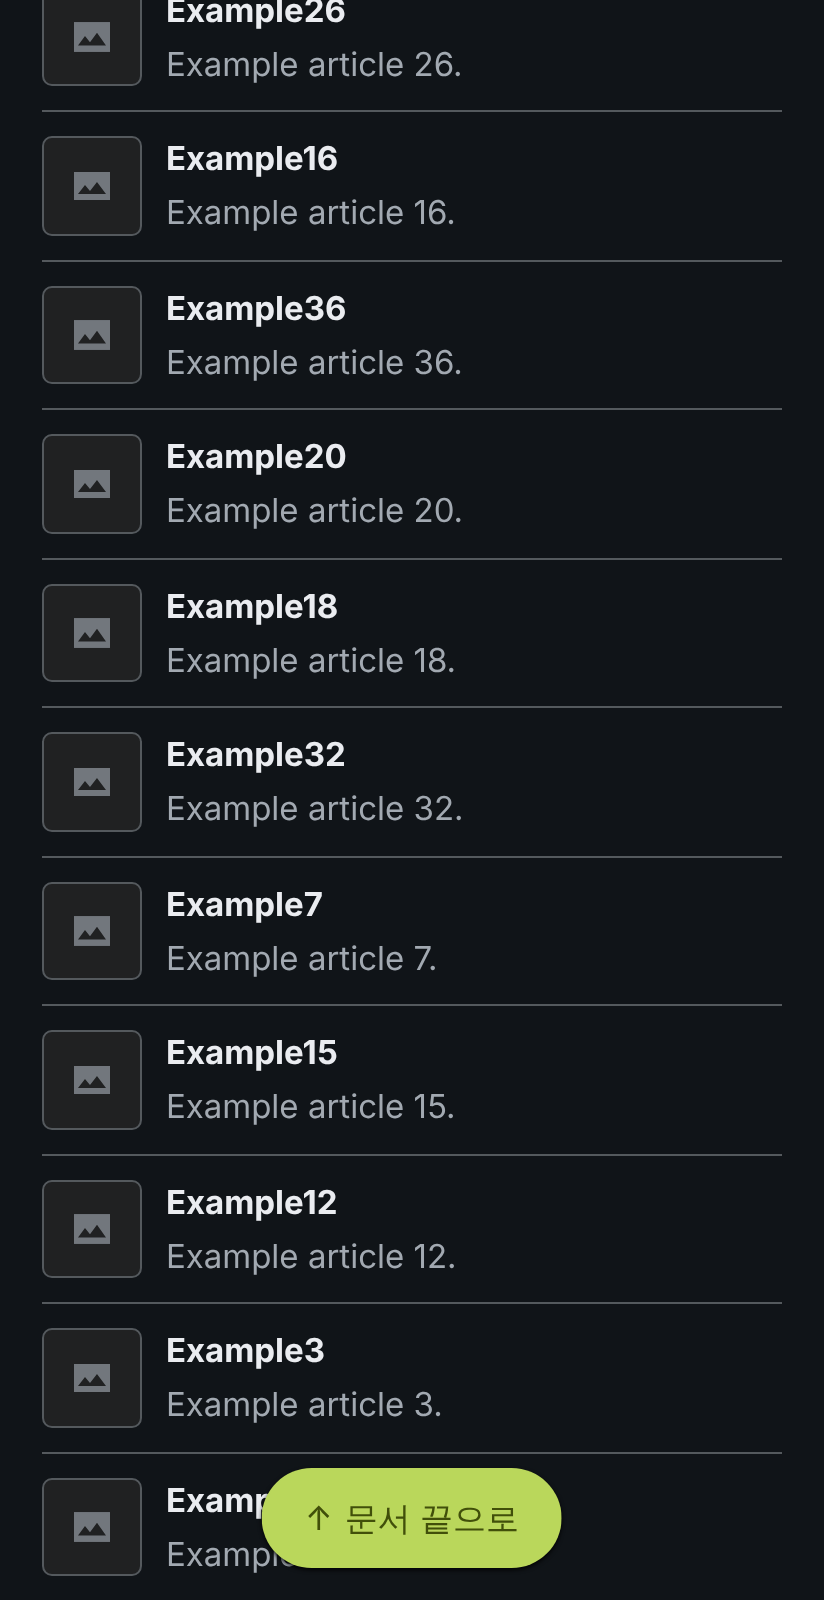 Example26
Example article 26.
Example16
Example article 16.
Example36
Example article 36.
Example20
Example article 20.
Example18
Example article 18.
Example32
Example article 32.
Example7
Example article 7.
Example15
Example article 15.
Example12
Example article 12.
Example3
Example article 3.
↑ 문서 끝으로